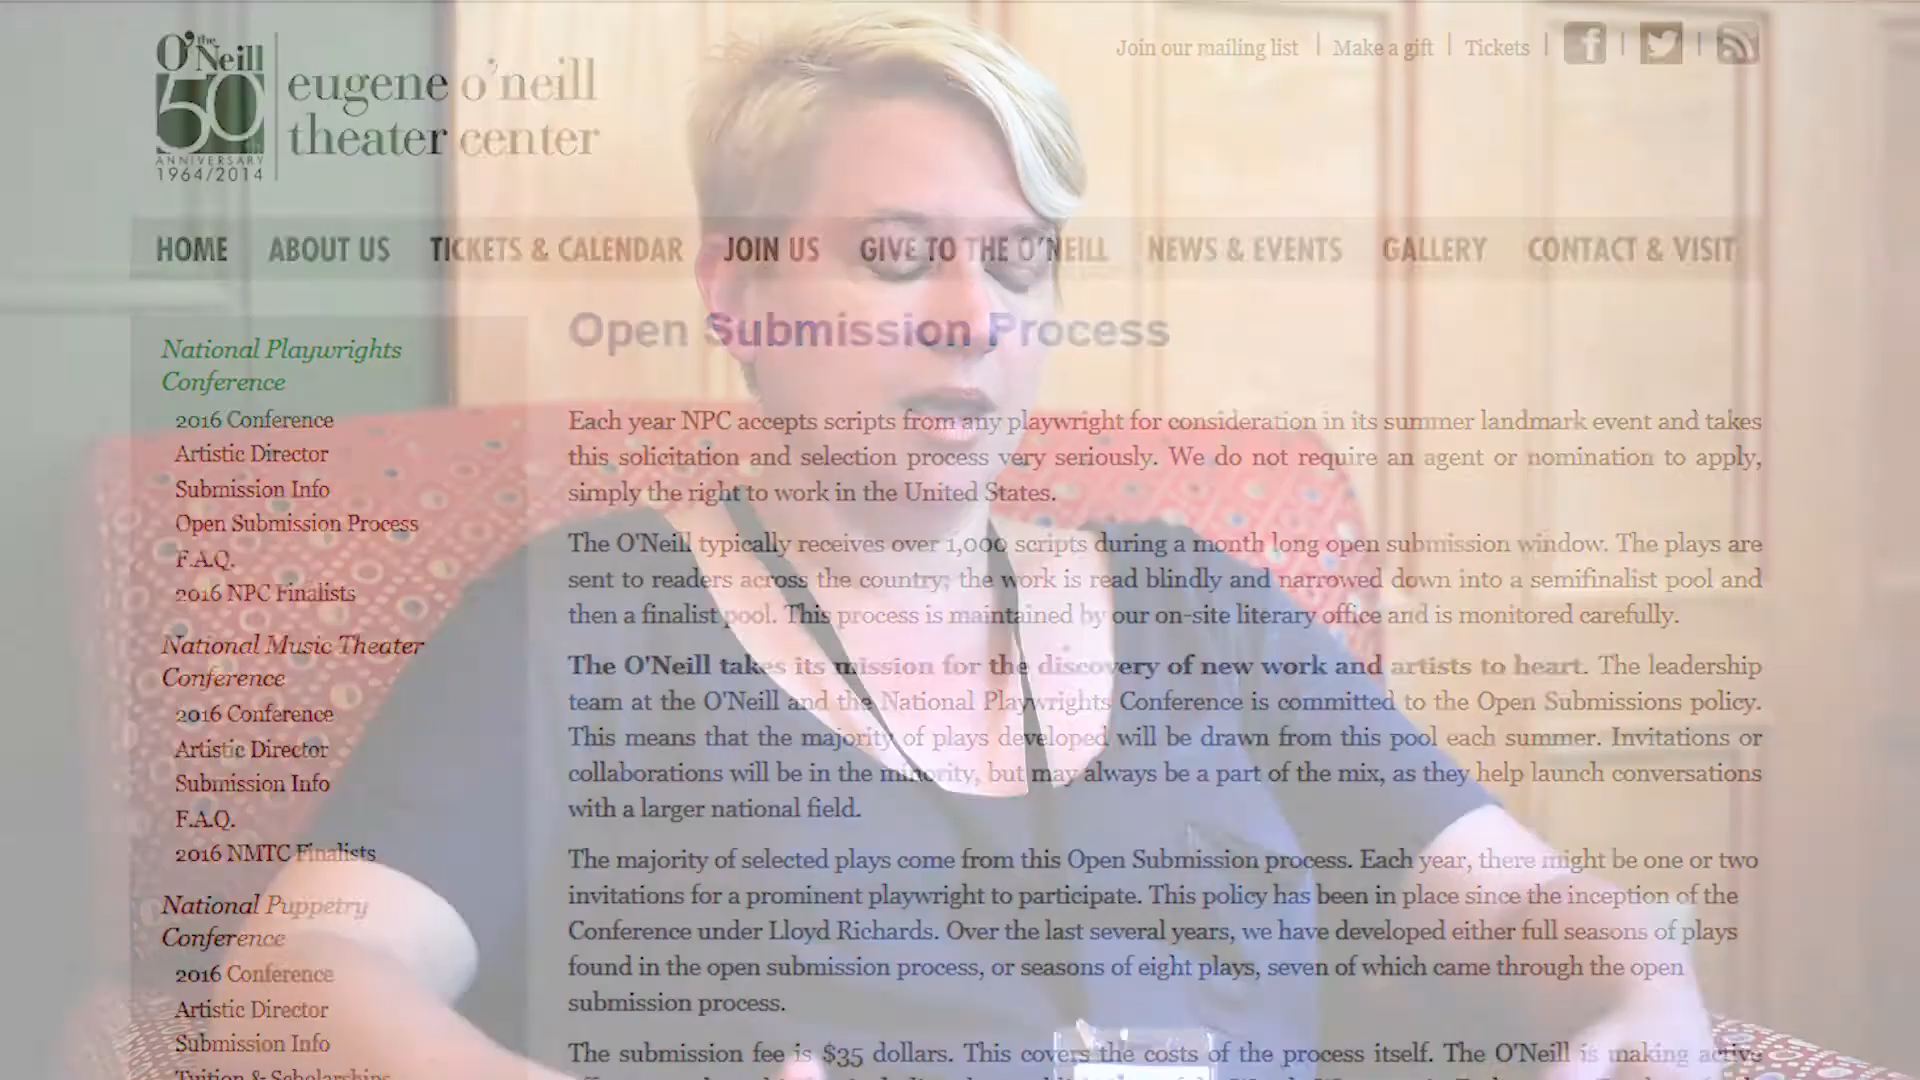 O'the Neill
50
ANNIVERSARY
1964/2014
eugene o'neill
theater center
Join our mailing list | Make a gift | Tickets | | |
HOME ABOUT US TICKETS & CALENDAR JOIN US GIVE TO THE O'NEILL NEWS & EVENTS GALLERY CONTACT & VISIT
National Playwrights
Conference
2016 Conference
Artistic Director
Submission Info
Open Submission Process
F.A.Q.
2016 NPC Finalists
National Music Theater
Conference
2016 Conference
Artistic Director
Submission Info
F.A.Q.
2016 NMTC Finalists
National Puppetry
Conference
2016 Conference
Artistic Director
Submission Info
Tuition & Scholarships
Open Submission Process
Each year NPC accepts scripts from any playwright for consideration in its summer landmark event and takes
this solicitation and selection process very seriously. We do not require an agent or nomination to apply,
simply the right to work in the United States.
The O'Neill typically receives over 1,000 scripts during a month long open submission window. The plays are
sent to readers across the country; the work is read blindly and narrowed down into a semifinalist pool and
then a finalist pool. This process is maintained by our on-site literary office and is monitored carefully.
The O'Neill takes its mission for the discovery of new work and artists to heart. The leadership
team at the O'Neill and the National Playwrights Conference is committed to the Open Submissions policy.
This means that the majority of plays developed will be drawn from this pool each summer. Invitations or
collaborations will be in the minority, but may always be a part of the mix, as they help launch conversations
with a larger national field.
The majority of selected plays come from this Open Submission process. Each year, there might be one or two
invitations for a prominent playwright to participate. This policy has been in place since the inception of the
Conference under Lloyd Richards. Over the last several years, we have developed either full seasons of plays
found in the open submission process, or seasons of eight plays, seven of which came through the open
submission process.
The submission fee is $35 dollars. This covers the costs of the process itself. The O'Neill is making active